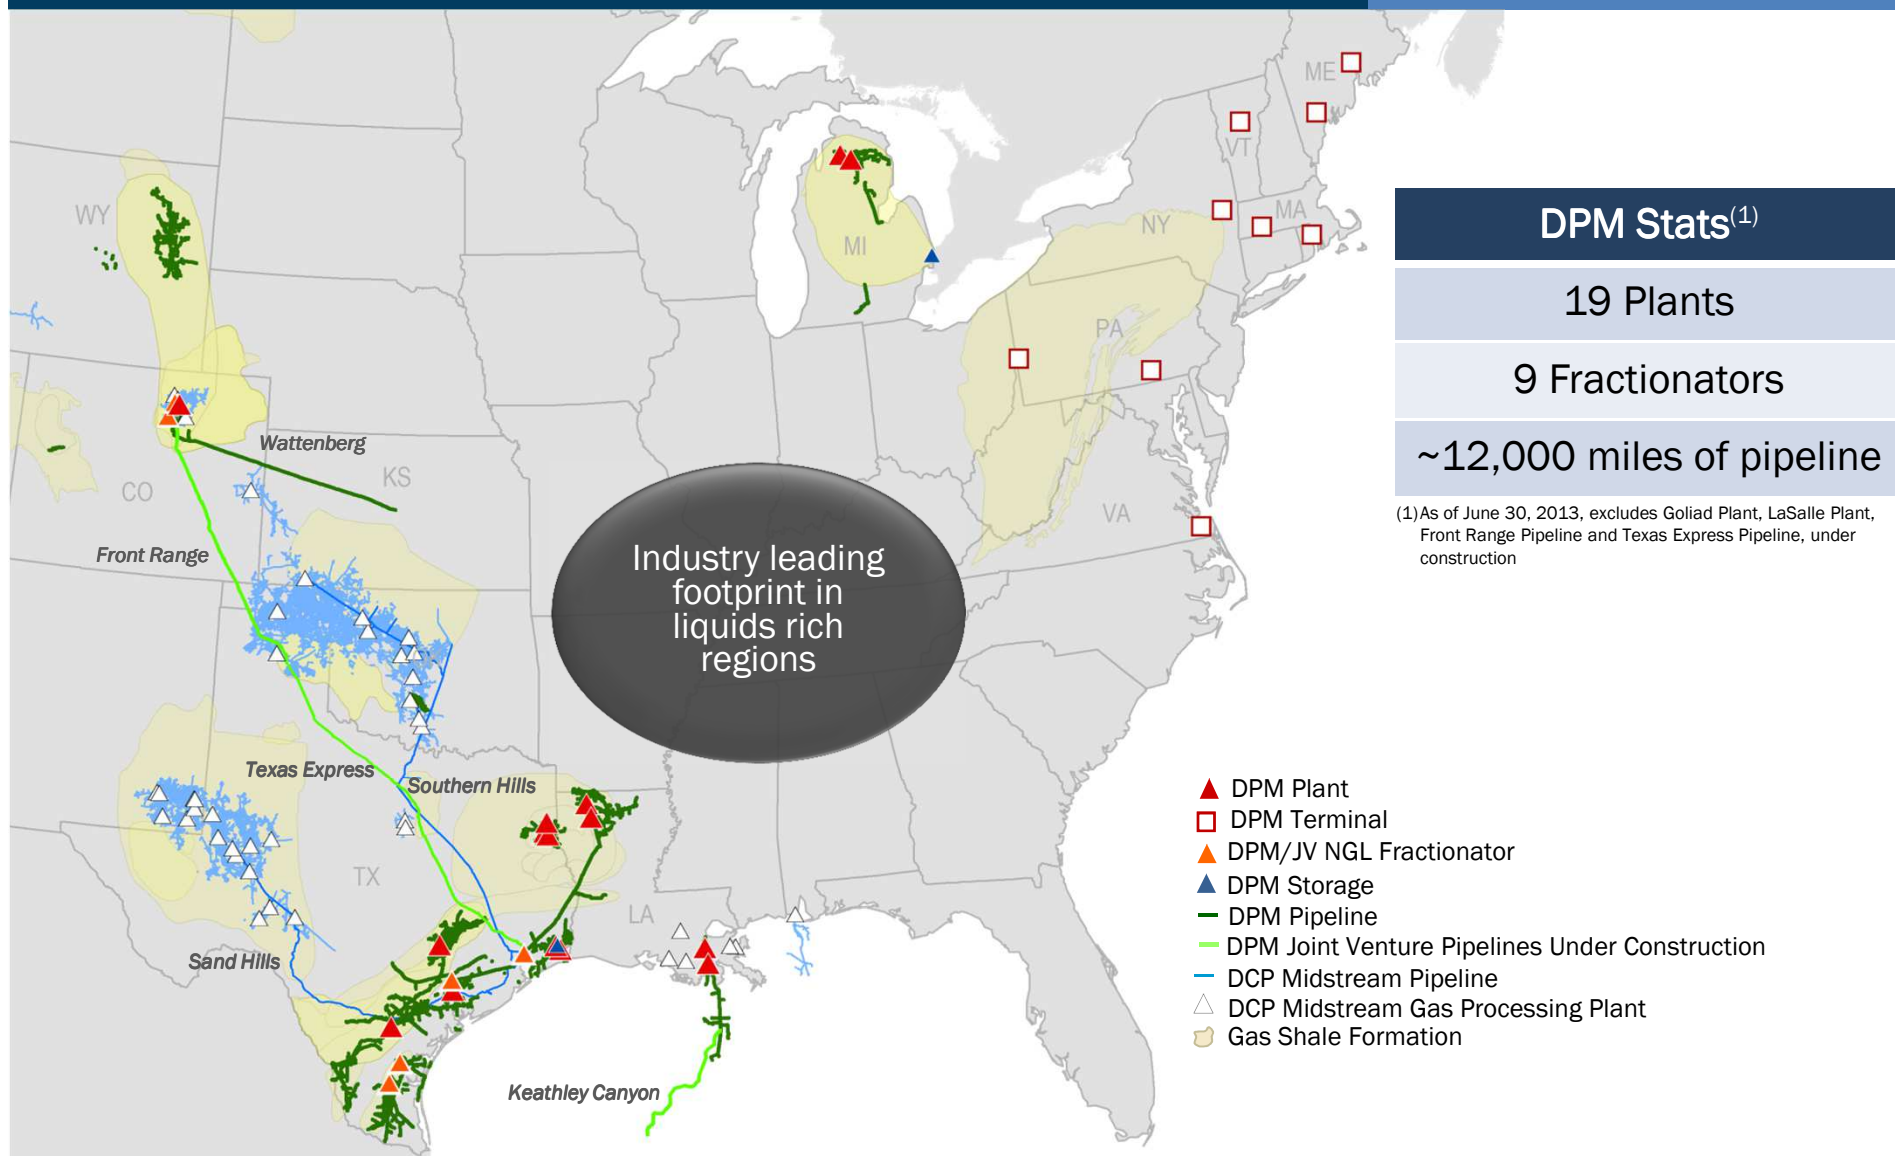 ME
VT
MA
NY
WY
MI
PA
VA
Wattenberg
KS
CO
Front Range
Industry leading
footprint in
liquids rich
regions
Texas Express
Southern Hills
TX
LA
Sand Hills
Keathley Canyon
DPM Stats(1)
19 Plants
9 Fractionators
~12,000 miles of pipeline
(1)As of June 30, 2013, excludes Goliad Plant, LaSalle Plant,
Front Range Pipeline and Texas Express Pipeline, under
construction
DPM Plant
DPM Terminal
DPM/JV NGL Fractionator
DPM Storage
DPM Pipeline
DPM Joint Venture Pipelines Under Construction
DCP Midstream Pipeline
DCP Midstream Gas Processing Plant
Gas Shale Formation